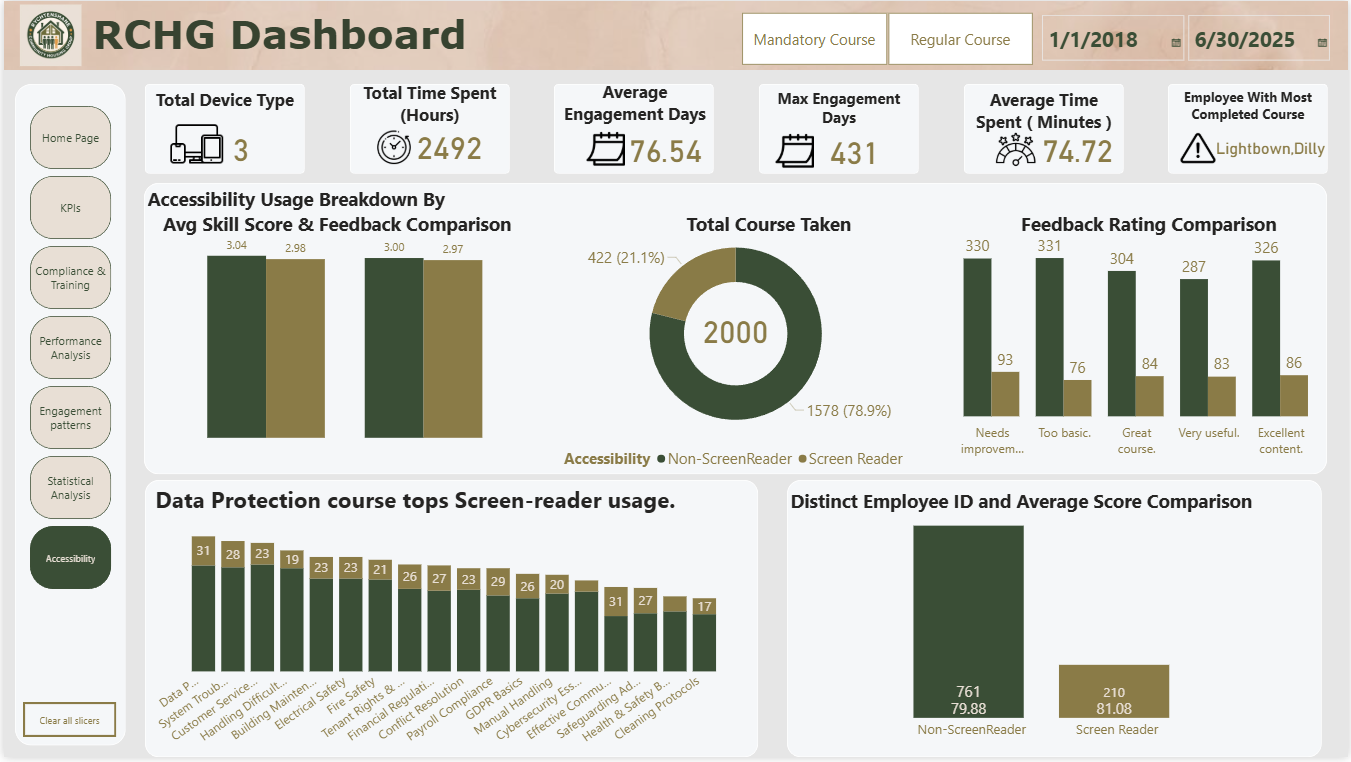 RCHG Dashboard
Mandatory Course
Regular Course
1/1/2018
6/30/2025
Home Page
KPIs
Compliance &
Training
Performance
Analysis
Engagement
patterns
Statistical
Analysis
Accessibility
Clear all slicers
Total Device Type
3
Total Time Spent
(Hours)
2492
Average
Engagement Days
76.54
Max Engagement
Days
431
Average Time
Spent ( Minutes )
74.72
Employee With Most
Completed Course
Lightbown,Dilly
Accessibility Usage Breakdown By
Avg Skill Score & Feedback Comparison
3.04
2.98
3.00
2.97
Total Course Taken
422 (21.1%)
2000
1578 (78.9%)
Accessibility Non-ScreenReader Screen Reader
Feedback Rating Comparison
330
331
304
287
326
93
76
84
83
86
Needs
improvem...
Too basic.
Great
course.
Very useful.
Excellent
content.
Data Protection course tops Screen-reader usage.
31
28
23
19
23
23
21
26
27
23
29
26
20
31
27
17
Data P...
System Troub...
Customer Service...
Handling Difficult...
Building Mainten...
Electrical Safety
Fire Safety
Tenant Rights & ...
Financial Regulati...
Conflict Resolution
Payroll Compliance
GDPR Basics
Manual Handling
Cybersecurity Ess...
Effective Commu...
Safeguarding Ad...
Health & Safety B...
Cleaning Protocols
Distinct Employee ID and Average Score Comparison
761
79.88
210
81.08
Non-ScreenReader
Screen Reader